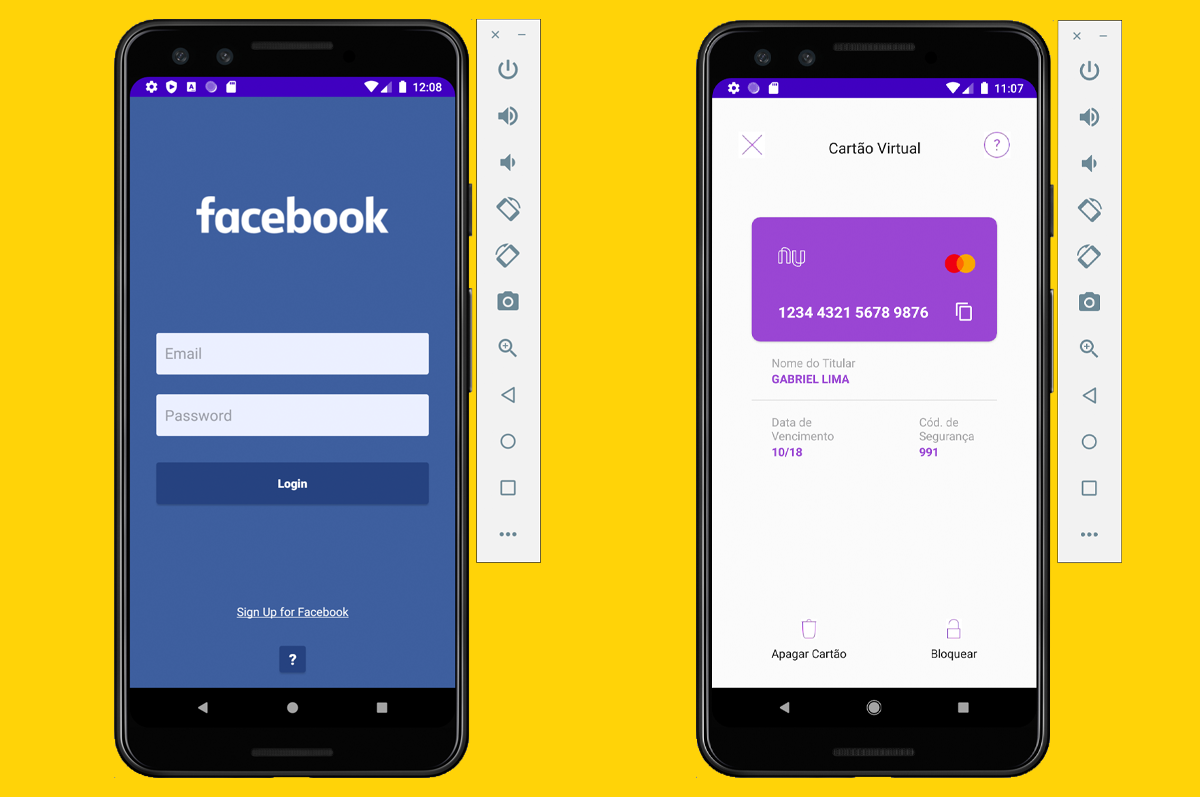 12:08
facebook
Email
Password
Login
Sign Up for Facebook
?
11:07
Cartão Virtual
?
nu
1234 4321 5678 9876
Nome do Titular
GABRIEL LIMA
Data de
Vencimento
10/18
Cód. de
Segurança
991
Apagar Cartão
Bloquear